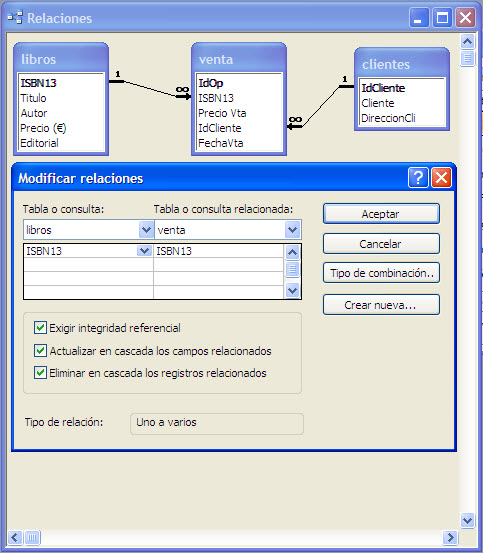 Relaciones
libros
ISBN13
Titulo
Autor
Precio (€)
Editorial
1
∞
venta
IdOp
ISBN13
Precio Vta
IdCliente
FechaVta
∞
1
clientes
IdCliente
Cliente
DireccionCli
Modificar relaciones
Tabla o consulta: Tabla o consulta relacionada:
libros venta
ISBN13 ISBN13
Aceptar
Cancelar
Tipo de combinación..
Crear nueva...
Exigir integridad referencial
Actualizar en cascada los campos relacionados
Eliminar en cascada los registros relacionados
Tipo de relación: Uno a varios